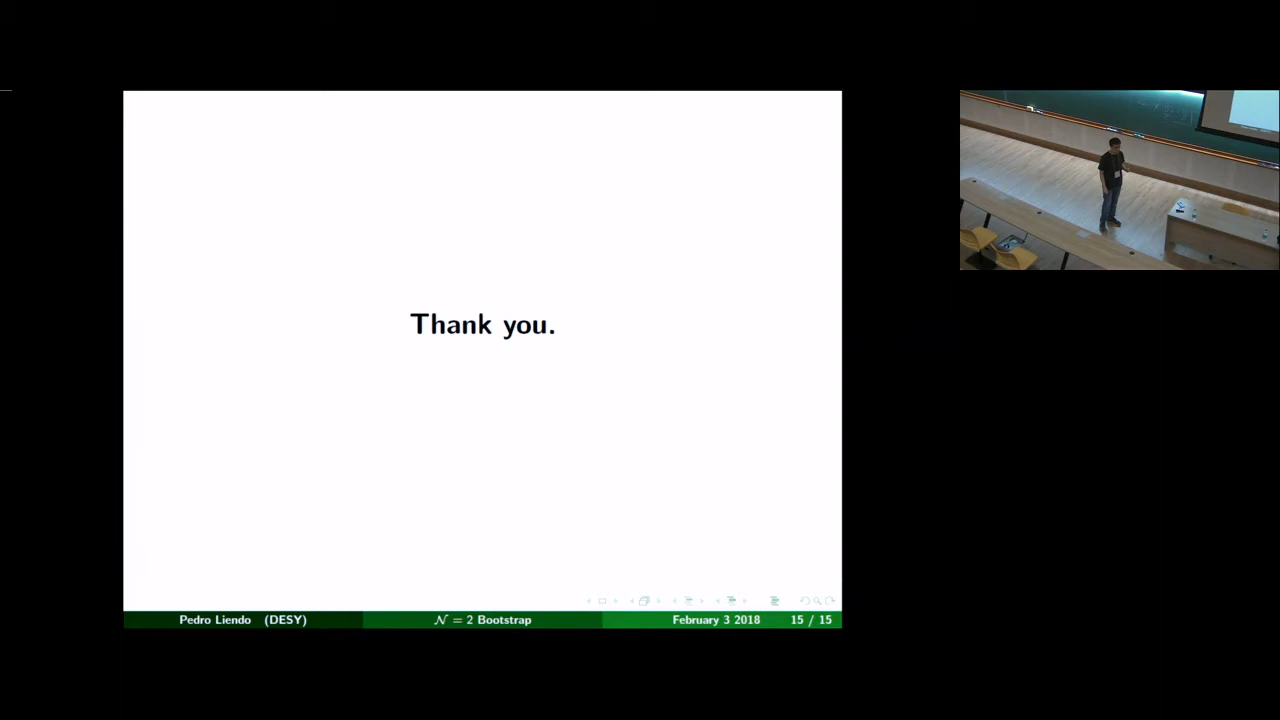 Thank you.
Pedro Liendo (DESY) 𝒩 = 2 Bootstrap February 3 2018 15 / 15